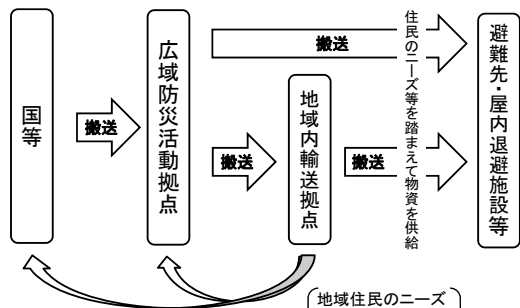 国等
搬送
広域防災活動拠点
搬送
搬送
地域内輸送拠点
搬送
住民のニーズ等を踏まえて物資を供給
避難先・屋内退避施設等
地域住民のニーズ